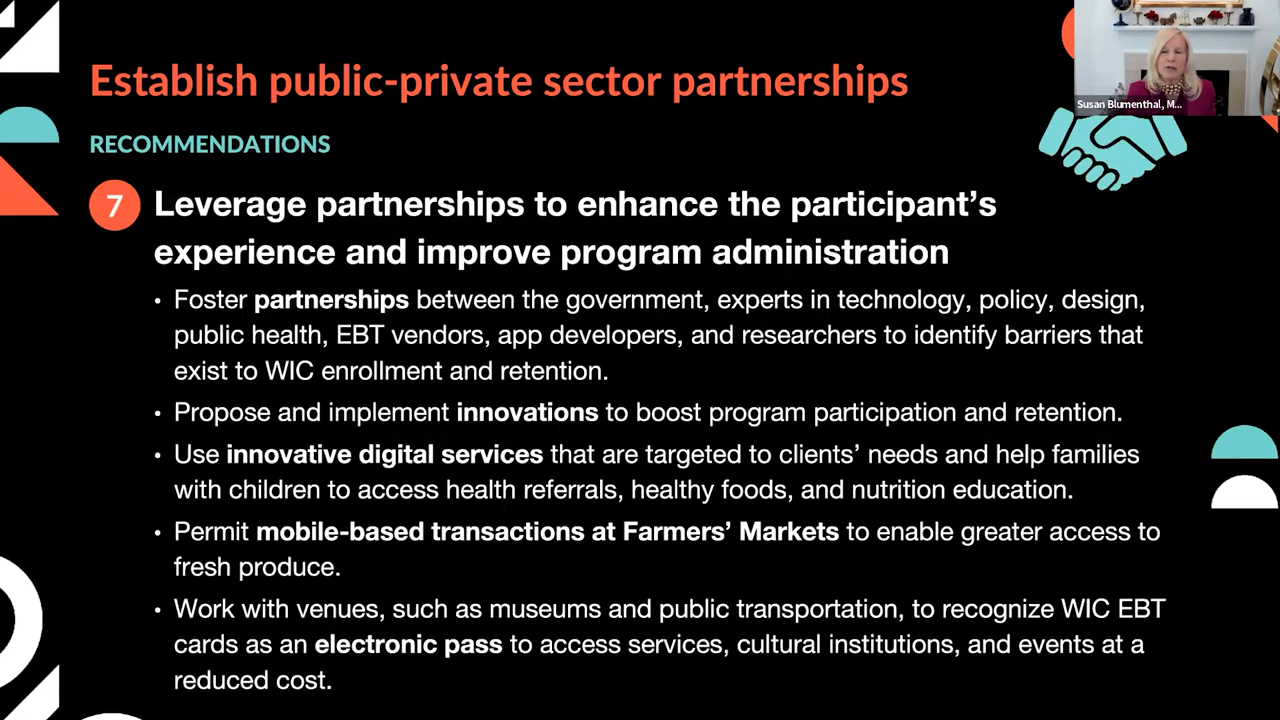 Establish public-private sector partnerships
Susan Blumenthal, M...
RECOMMENDATIONS
7
Leverage partnerships to enhance the participant’s
experience and improve program administration
• Foster partnerships between the government, experts in technology, policy, design,
public health, EBT vendors, app developers, and researchers to identify barriers that
exist to WIC enrollment and retention.
• Propose and implement innovations to boost program participation and retention.
• Use innovative digital services that are targeted to clients’ needs and help families
with children to access health referrals, healthy foods, and nutrition education.
• Permit mobile-based transactions at Farmers’ Markets to enable greater access to
fresh produce.
• Work with venues, such as museums and public transportation, to recognize WIC EBT
cards as an electronic pass to access services, cultural institutions, and events at a
reduced cost.